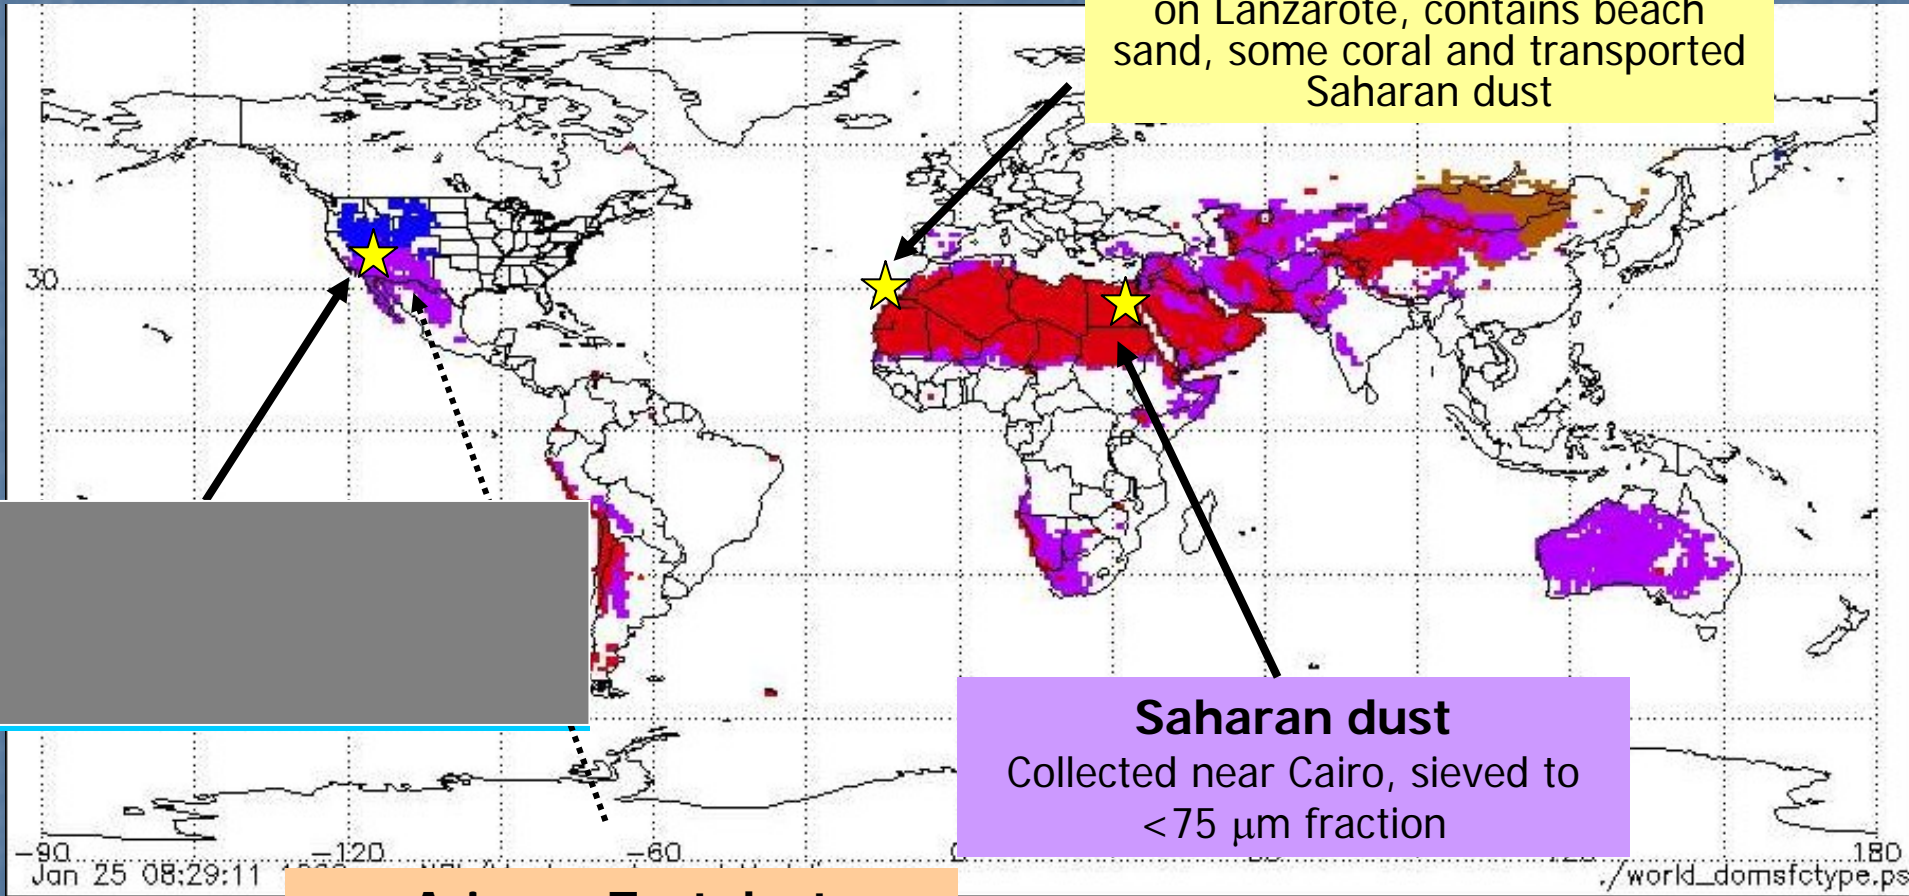 on Lanzarote, contains beach
sand, some coral and transported
Saharan dust
30
Saharan dust
Collected near Cairo, sieved to
<75 μm fraction
-90
-120
-60
180
Jan 25 08:29:11
./world_domsfctype.ps